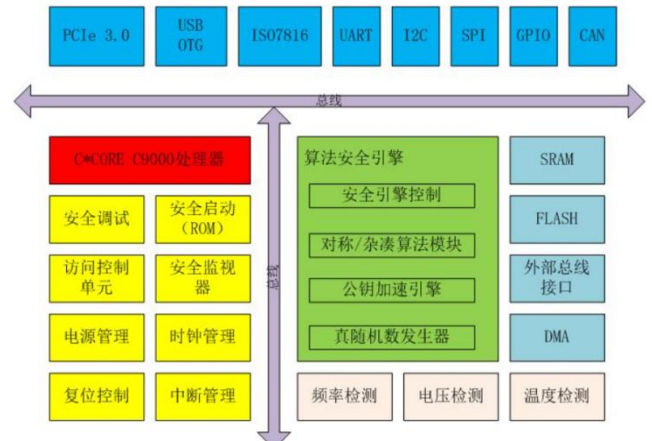 PCIe 3.0
USB
OTG
ISO7816
UART
I2C
SPI
GPIO
CAN
总线
C*CORE C9000处理器
安全调试
安全启动
（ROM）
访问控制
单元
安全监视
器
电源管理
时钟管理
复位控制
中断管理
总线
算法安全引擎
安全引擎控制
对称/杂凑算法模块
公钥加速引擎
真随机数发生器
SRAM
FLASH
外部总线
接口
DMA
频率检测
电压检测
温度检测